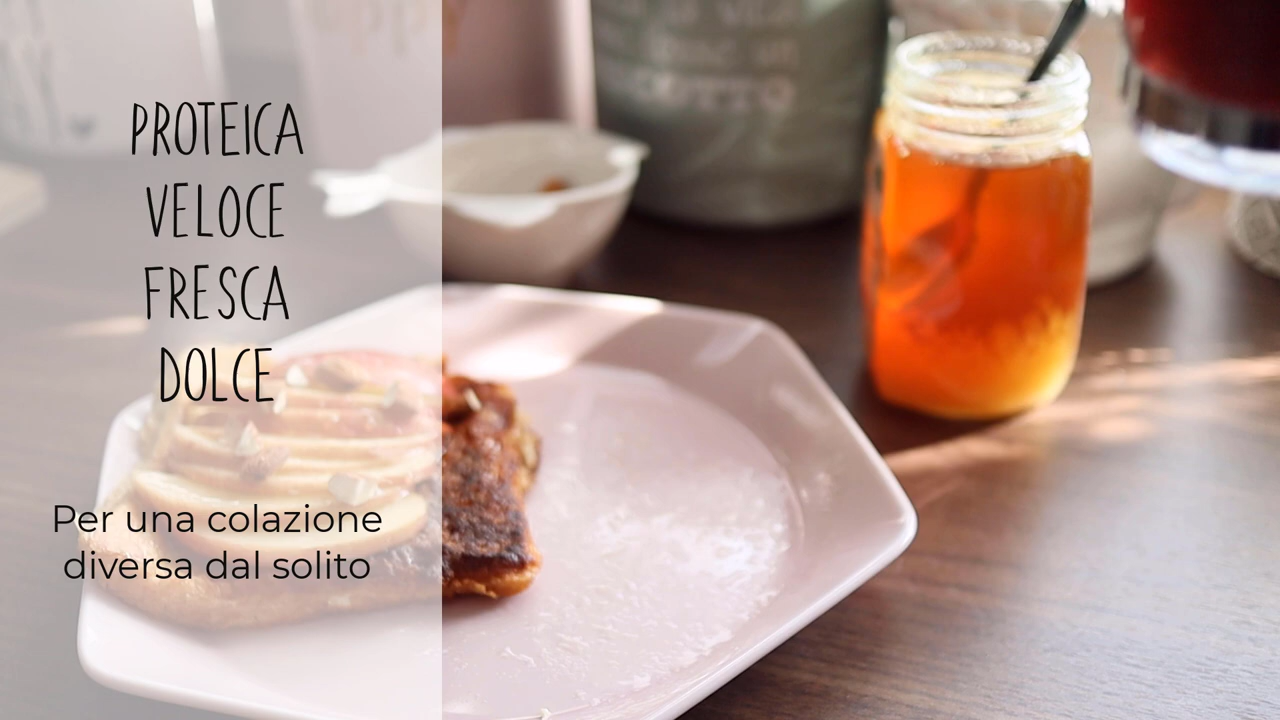 PROTEICA
VELOCE
FRESCA
DOLCE
Per una colazione
diversa dal solito